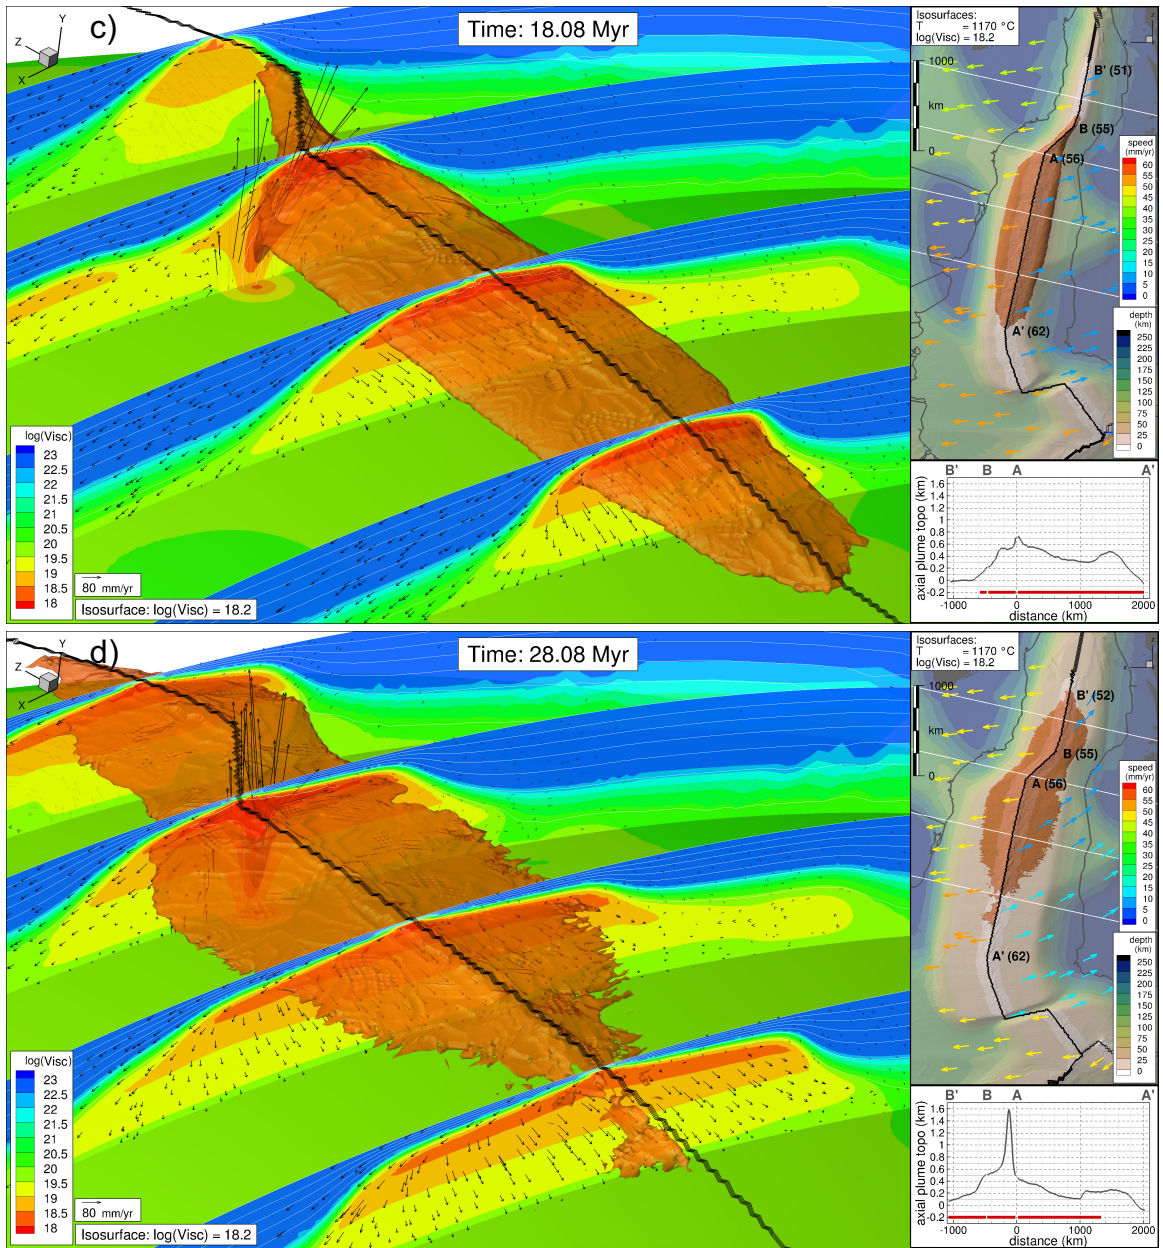 c)
Time: 18.08 Myr
Y
Z
X
log(Visc)
23
22.5
22
21.5
21
20.5
20
19.5
19
18.5
18
80 mm/yr
Isosurface: log(Visc) = 18.2
Isosurfaces:
T = 1170 °C
log(Visc) = 18.2
1000
km
0
B' (51)
B (55)
A (56)
A' (62)
speed
(mm/yr)
60
55
50
45
40
35
30
25
20
15
10
5
0
depth
(km)
250
225
200
175
150
125
100
75
50
25
0
B' B A A'
axial plume topo (km)
1.6
1.4
1.2
1
0.8
0.6
0.4
0.2
0
-0.2
-1000 0 1000 2000
distance (km)
d)
Time: 28.08 Myr
Y
Z
X
log(Visc)
23
22.5
22
21.5
21
20.5
20
19.5
19
18.5
18
80 mm/yr
Isosurface: log(Visc) = 18.2
Isosurfaces:
T = 1170 °C
log(Visc) = 18.2
1000
km
0
B' (52)
B (55)
A (56)
A' (62)
speed
(mm/yr)
60
55
50
45
40
35
30
25
20
15
10
5
0
depth
(km)
250
225
200
175
150
125
100
75
50
25
0
B' B A A'
axial plume topo (km)
1.6
1.4
1.2
1
0.8
0.6
0.4
0.2
0
-0.2
-1000 0 1000 2000
distance (km)